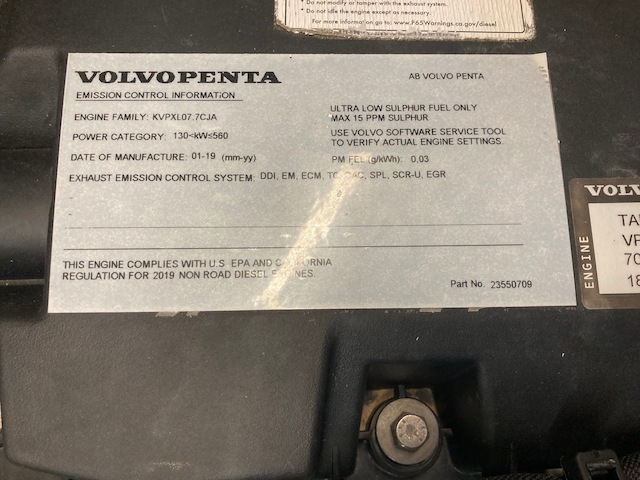 * Do not modify or tamper with the exhaust system.
* Do not idle the engine except as necessary.
For more information go to: www.P65Warnings.ca.gov/diesel
VOLVO PENTA
AB VOLVO PENTA
EMISSION CONTROL INFORMATION
ENGINE FAMILY: KVPXL07.7CJA
POWER CATEGORY: 130<kW≤560
DATE OF MANUFACTURE: 01-19 (mm-yy)
ULTRA LOW SULPHUR FUEL ONLY
MAX 15 PPM SULPHUR
USE VOLVO SOFTWARE SERVICE TOOL
TO VERIFY ACTUAL ENGINE SETTINGS.
PM FEL (g/kWh): 0,03
EXHAUST EMISSION CONTROL SYSTEM: DDI, EM, ECM, TC, CAC, SPL, SCR-U, EGR
THIS ENGINE COMPLIES WITH U.S. EPA AND CALIFORNIA
REGULATION FOR 2019 NON ROAD DIESEL ENGINES.
Part No. 23550709
VOLV
ENGINE
TA
VP
70
18